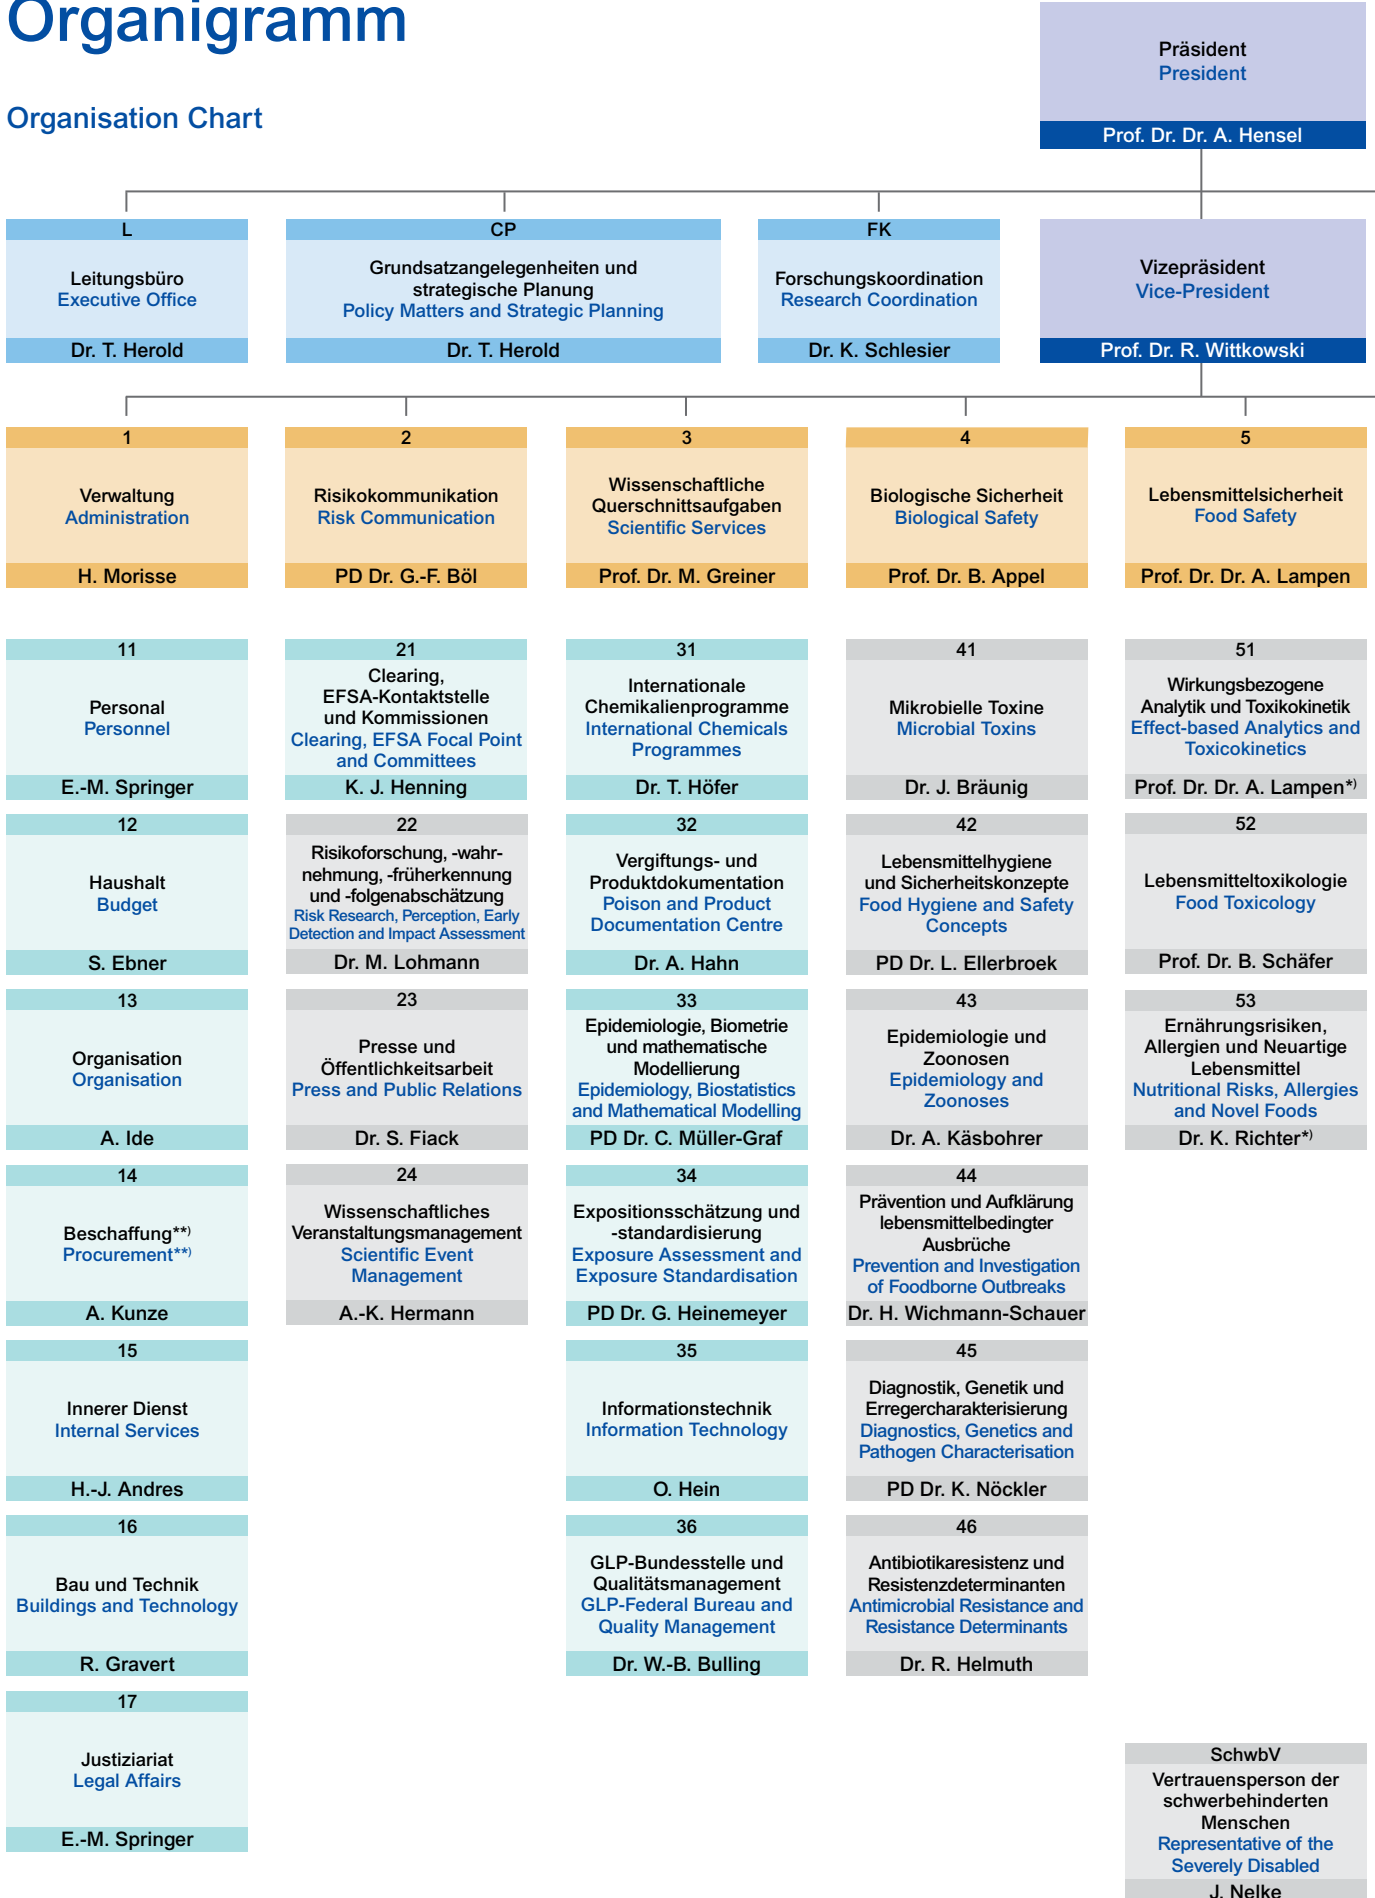 Organigramm
Organisation Chart
Präsident
President
Prof. Dr. Dr. A. Hensel
L
Leitungsbüro
Executive Office
Dr. T. Herold
CP
Grundsatzangelegenheiten und
strategische Planung
Policy Matters and Strategic Planning
Dr. T. Herold
FK
Forschungskoordination
Research Coordination
Dr. K. Schlesier
Vizepräsident
Vice-President
Prof. Dr. R. Wittkowski
1
Verwaltung
Administration
H. Morisse
2
Risikokommunikation
Risk Communication
PD Dr. G.-F. Böl
3
Wissenschaftliche
Querschnittsaufgaben
Scientific Services
Prof. Dr. M. Greiner
4
Biologische Sicherheit
Biological Safety
Prof. Dr. B. Appel
5
Lebensmittelsicherheit
Food Safety
Prof. Dr. Dr. A. Lampen
11
Personal
Personnel
E.-M. Springer
12
Haushalt
Budget
S. Ebner
13
Organisation
Organisation
A. Ide
14
Beschaffung**)
Procurement**)
A. Kunze
15
Innerer Dienst
Internal Services
H.-J. Andres
16
Bau und Technik
Buildings and Technology
R. Gravert
17
Justiziariat
Legal Affairs
E.-M. Springer
21
Clearing,
EFSA-Kontaktstelle
und Kommissionen
Clearing, EFSA Focal Point
and Committees
K. J. Henning
22
Risikoforschung, -wahr-
nehmung, -früherkennung
und -folgenabschätzung
Risk Research, Perception, Early
Detection and Impact Assessment
Dr. M. Lohmann
23
Presse und
Öffentlichkeitsarbeit
Press and Public Relations
Dr. S. Fiack
24
Wissenschaftliches
Veranstaltungsmanagement
Scientific Event
Management
A.-K. Hermann
31
Internationale
Chemikalienprogramme
International Chemicals
Programmes
Dr. T. Höfer
32
Vergiftungs- und
Produktdokumentation
Poison and Product
Documentation Centre
Dr. A. Hahn
33
Epidemiologie, Biometrie
und mathematische
Modellierung
Epidemiology, Biostatistics
and Mathematical Modelling
PD Dr. C. Müller-Graf
34
Expositionsschätzung und
-standardisierung
Exposure Assessment and
Exposure Standardisation
PD Dr. G. Heinemeyer
35
Informationstechnik
Information Technology
O. Hein
36
GLP-Bundesstelle und
Qualitätsmanagement
GLP-Federal Bureau and
Quality Management
Dr. W.-B. Bulling
41
Mikrobielle Toxine
Microbial Toxins
Dr. J. Bräunig
42
Lebensmittelhygiene
und Sicherheitskonzepte
Food Hygiene and Safety
Concepts
PD Dr. L. Ellerbroek
43
Epidemiologie und
Zoonosen
Epidemiology and
Zoonoses
Dr. A. Käsbohrer
44
Prävention und Aufklärung
lebensmittelbedingter
Ausbrüche
Prevention and Investigation
of Foodborne Outbreaks
Dr. H. Wichmann-Schauer
45
Diagnostik, Genetik und
Erregercharakterisierung
Diagnostics, Genetics and
Pathogen Characterisation
PD Dr. K. Nöckler
46
Antibiotikaresistenz und
Resistenzdeterminanten
Antimicrobial Resistance and
Resistance Determinants
Dr. R. Helmuth
51
Wirkungsbezogene
Analytik und Toxikokinetik
Effect-based Analytics and
Toxicokinetics
Prof. Dr. Dr. A. Lampen*)
52
Lebensmitteltoxikologie
Food Toxicology
Prof. Dr. B. Schäfer
53
Ernährungsrisiken,
Allergien und Neuartige
Lebensmittel
Nutritional Risks, Allergies
and Novel Foods
Dr. K. Richter*)
SchwbV
Vertrauensperson der
schwerbehinderten
Menschen
Representative of the
Severely Disabled
J. Nelke